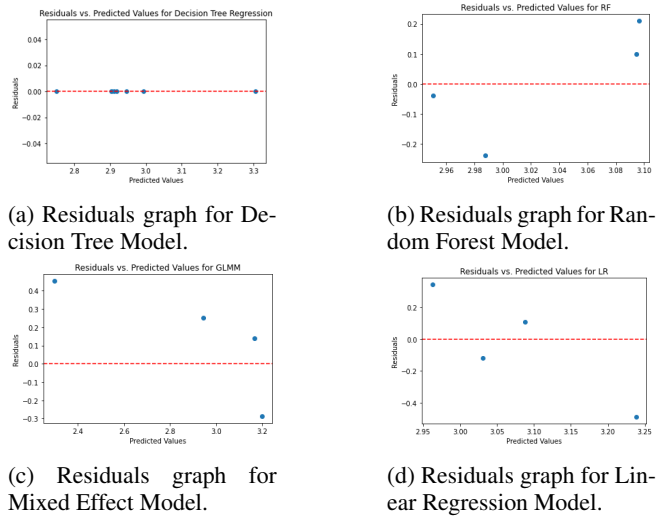 Residuals vs. Predicted Values for Decision Tree Regression
Residuals
0.04
0.02
0.00
−0.02
−0.04
2.8 2.9 3.0 3.1 3.2 3.3
Predicted Values
(a) Residuals graph for De-
cision Tree Model.
Residuals vs. Predicted Values for RF
Residuals
0.2
0.1
0.0
−0.1
−0.2
2.96 2.98 3.00 3.02 3.04 3.06 3.08 3.10
Predicted Values
(b) Residuals graph for Ran-
dom Forest Model.
Residuals vs. Predicted Values for GLMM
Residuals
0.4
0.3
0.2
0.1
0.0
−0.1
−0.2
−0.3
2.4 2.6 2.8 3.0 3.2
Predicted Values
(c) Residuals graph for
Mixed Effect Model.
Residuals vs. Predicted Values for LR
Residuals
0.2
0.0
−0.2
−0.4
2.95 3.00 3.05 3.10 3.15 3.20 3.25
Predicted Values
(d) Residuals graph for Lin-
ear Regression Model.